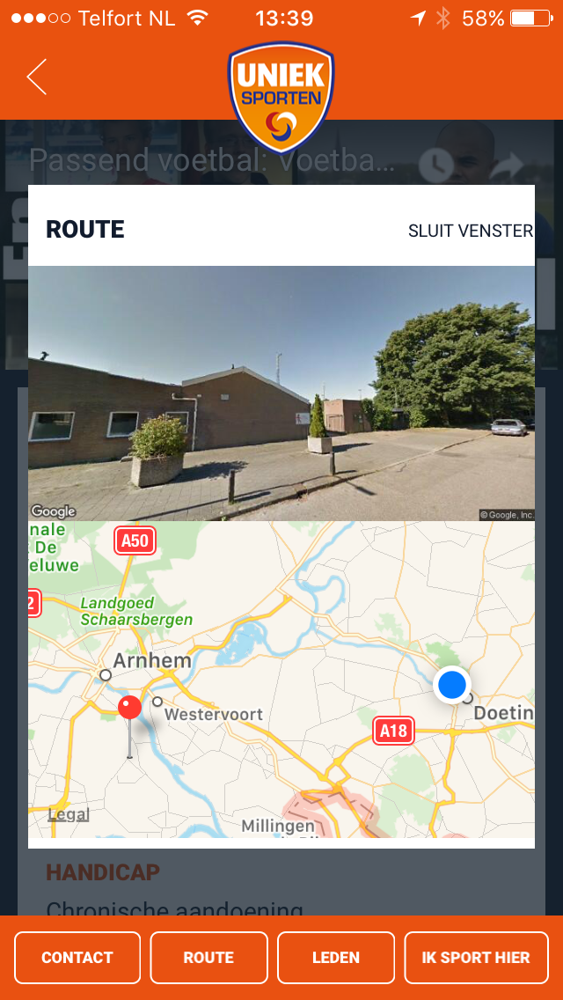 Telfort NL 13:39 58%
UNIEK
SPORTEN
Passend voetbal: Voetba...
ROUTE
SLUIT VENSTER
Google
© Google, Inc.
nale
De
eluwe
A50
2
Landgoed
Schaarsbergen
Arnhem
Westervoort
Doetin
A18
Legal
Millingen
HANDICAP
Chronische aandoening
CONTACT
ROUTE
LEDEN
IK SPORT HIER